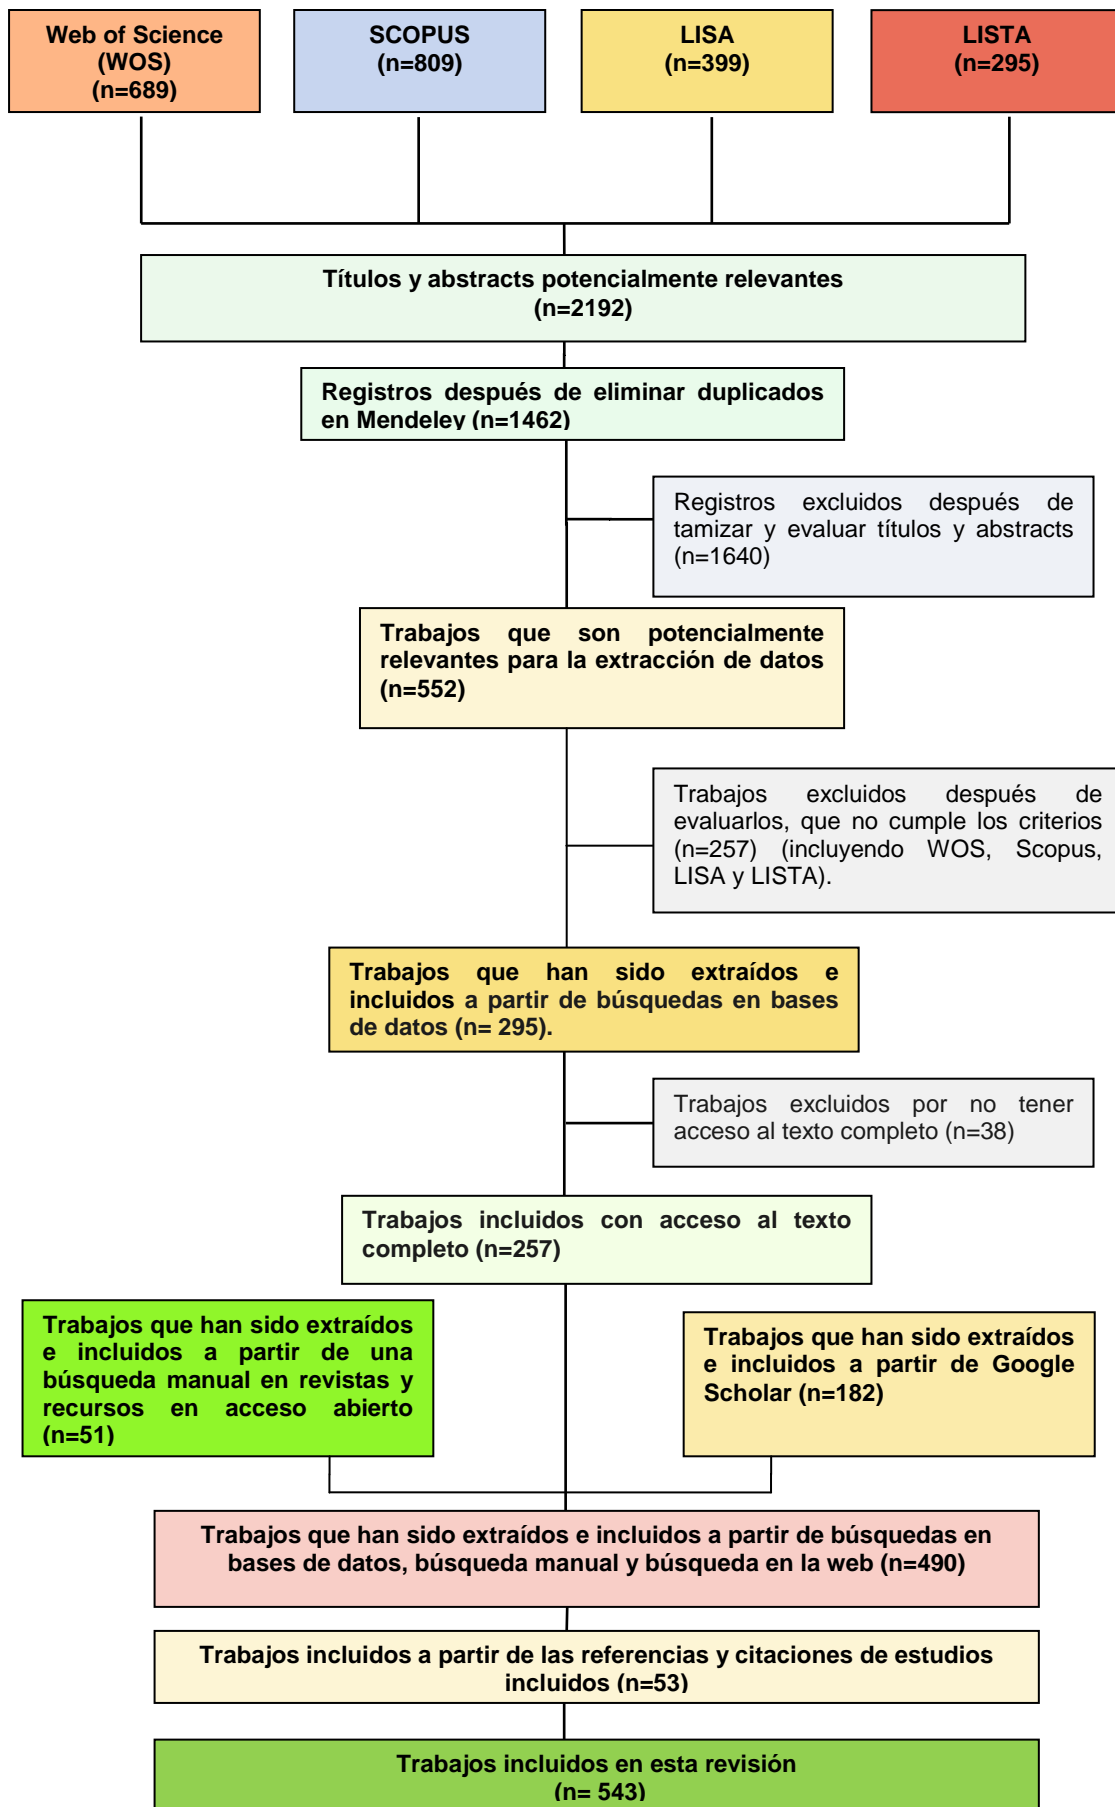 Web of Science
(WOS)
(n=689)
SCOPUS
(n=809)
LISA
(n=399)
LISTA
(n=295)
Títulos y abstracts potencialmente relevantes
(n=2192)
Registros después de eliminar duplicados
en Mendeley (n=1462)
Registros excluidos después de
tamizar y evaluar títulos y abstracts
(n=1640)
Trabajos que son potencialmente
relevantes para la extracción de datos
(n=552)
Trabajos excluidos después de
evaluarlos, que no cumple los criterios
(n=257) (incluyendo WOS, Scopus,
LISA y LISTA).
Trabajos que han sido extraídos e
incluidos a partir de búsquedas en bases
de datos (n= 295).
Trabajos excluidos por no tener
acceso al texto completo (n=38)
Trabajos incluidos con acceso al texto
completo (n=257)
Trabajos que han sido extraídos
e incluidos a partir de una
búsqueda manual en revistas y
recursos en acceso abierto
(n=51)
Trabajos que han sido extraídos
e incluidos a partir de Google
Scholar (n=182)
Trabajos que han sido extraídos e incluidos a partir de búsquedas en
bases de datos, búsqueda manual y búsqueda en la web (n=490)
Trabajos incluidos a partir de las referencias y citaciones de estudios
incluidos (n=53)
Trabajos incluidos en esta revisión
(n= 543)